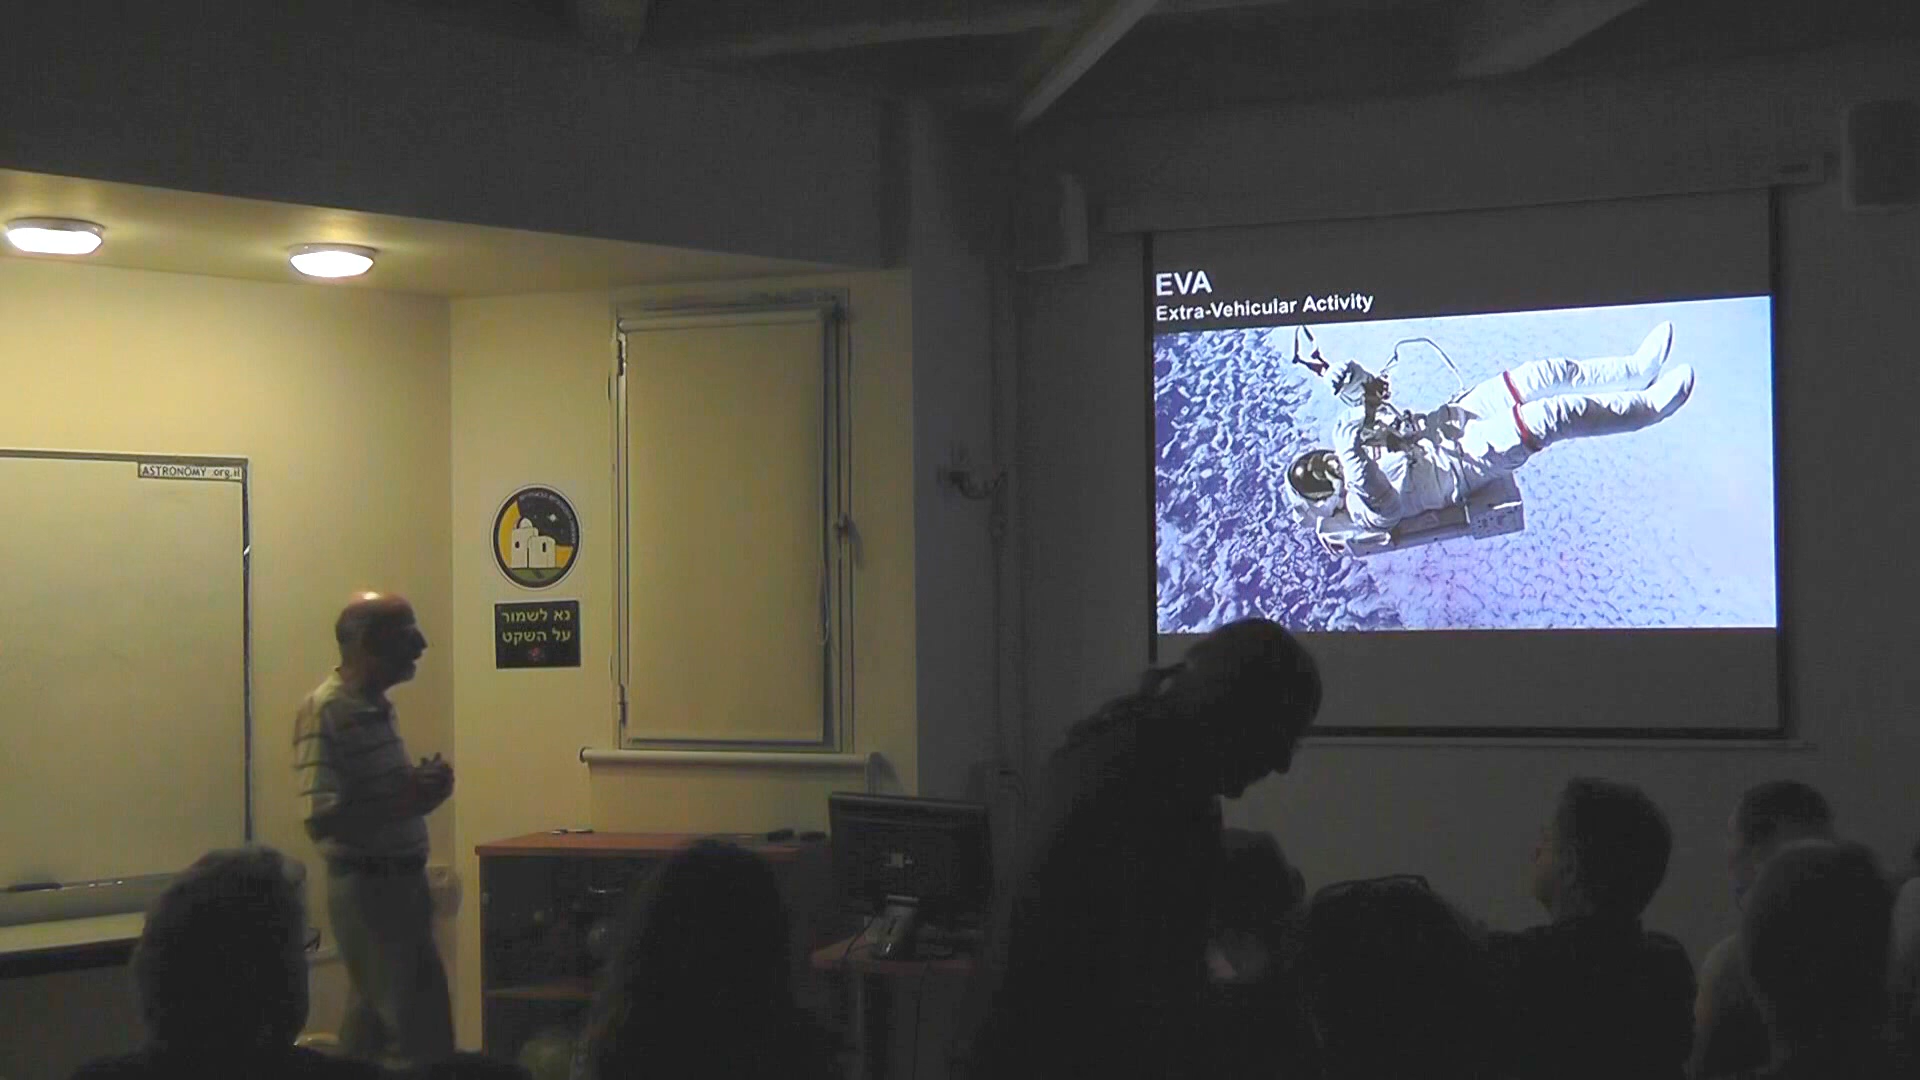 EVA
Extra-Vehicular Activity
ASTRONOMY org.il
נא לשמור
על השקט